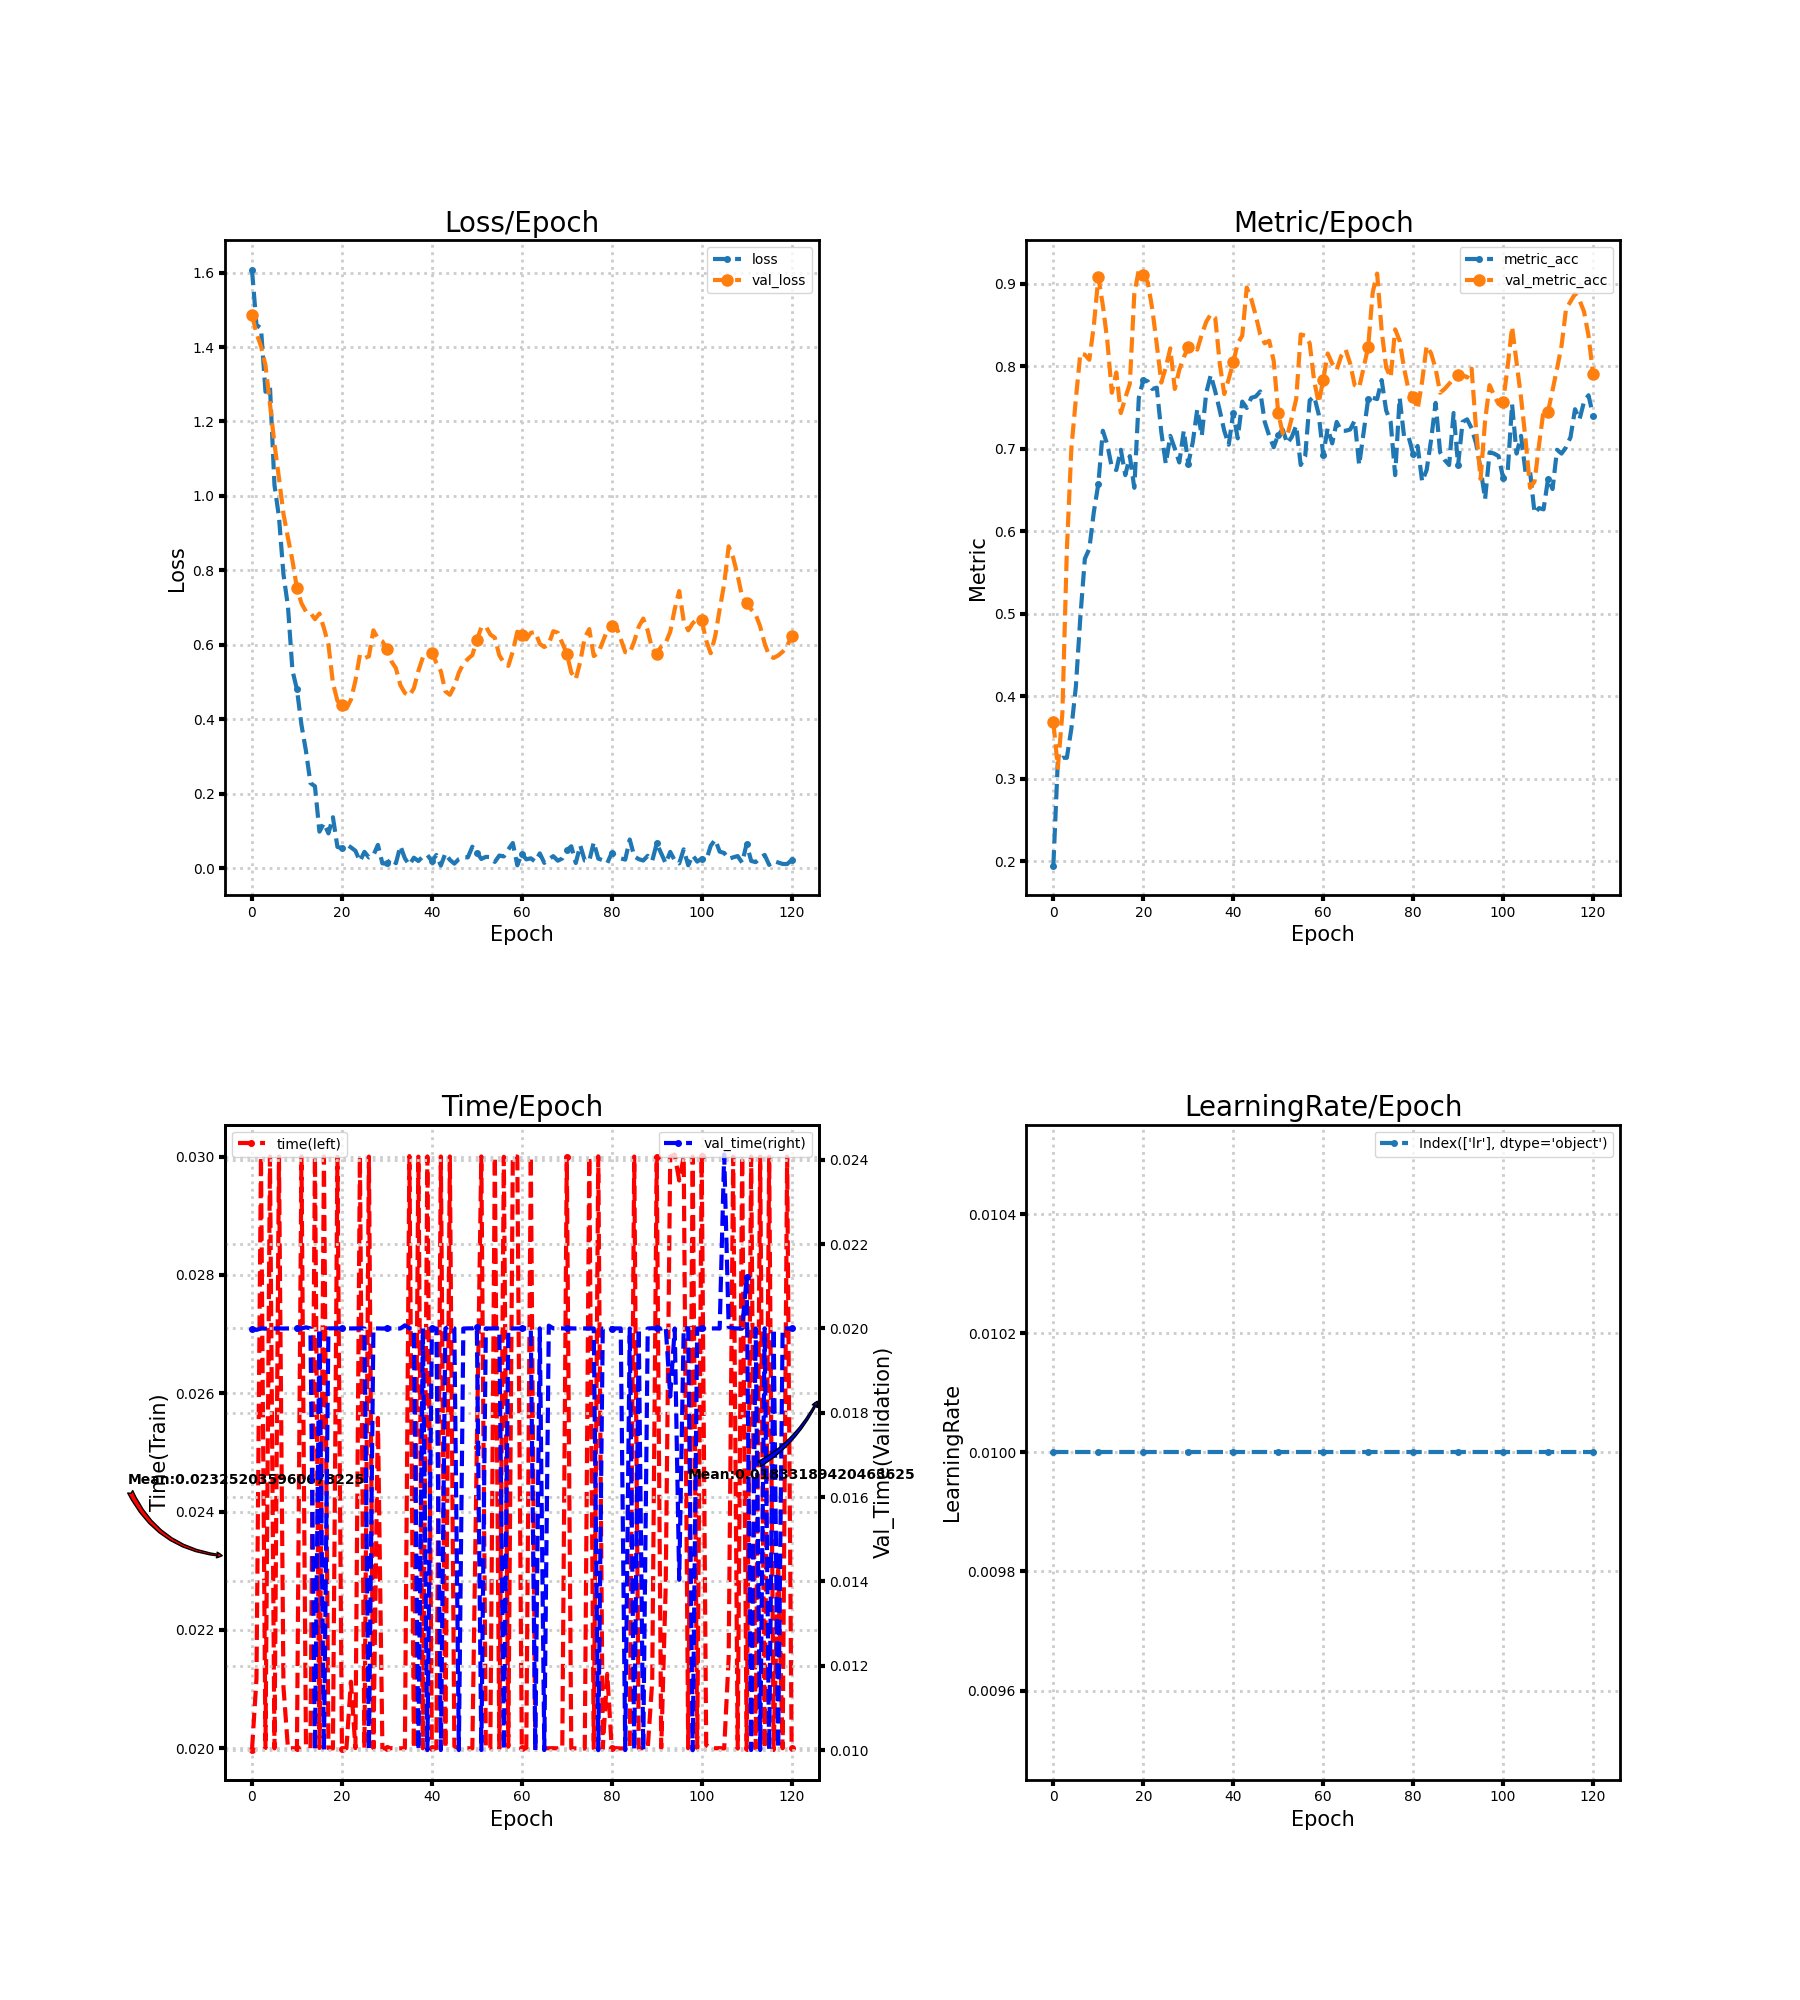 Loss/Epoch
loss
val_loss
1.6
1.4
1.2
1.0
0.8
0.6
0.4
0.2
0.0
Loss
0 20 40 60 80 100 120
Epoch
Metric/Epoch
metric_acc
val_metric_acc
0.9
0.8
0.7
0.6
0.5
0.4
0.3
0.2
Metric
0 20 40 60 80 100 120
Epoch
Time/Epoch
time(left)
val_time(right)
0.030
0.028
0.026
0.024
0.022
0.020
Time(Train)
0.024
0.022
0.020
0.018
0.016
0.014
0.012
0.010
Val_Time(Validation)
0 20 40 60 80 100 120
Epoch
LearningRate/Epoch
Index(['lr'], dtype='object')
0.0104
0.0102
0.0100
0.0098
0.0096
LearningRate
0 20 40 60 80 100 120
Epoch